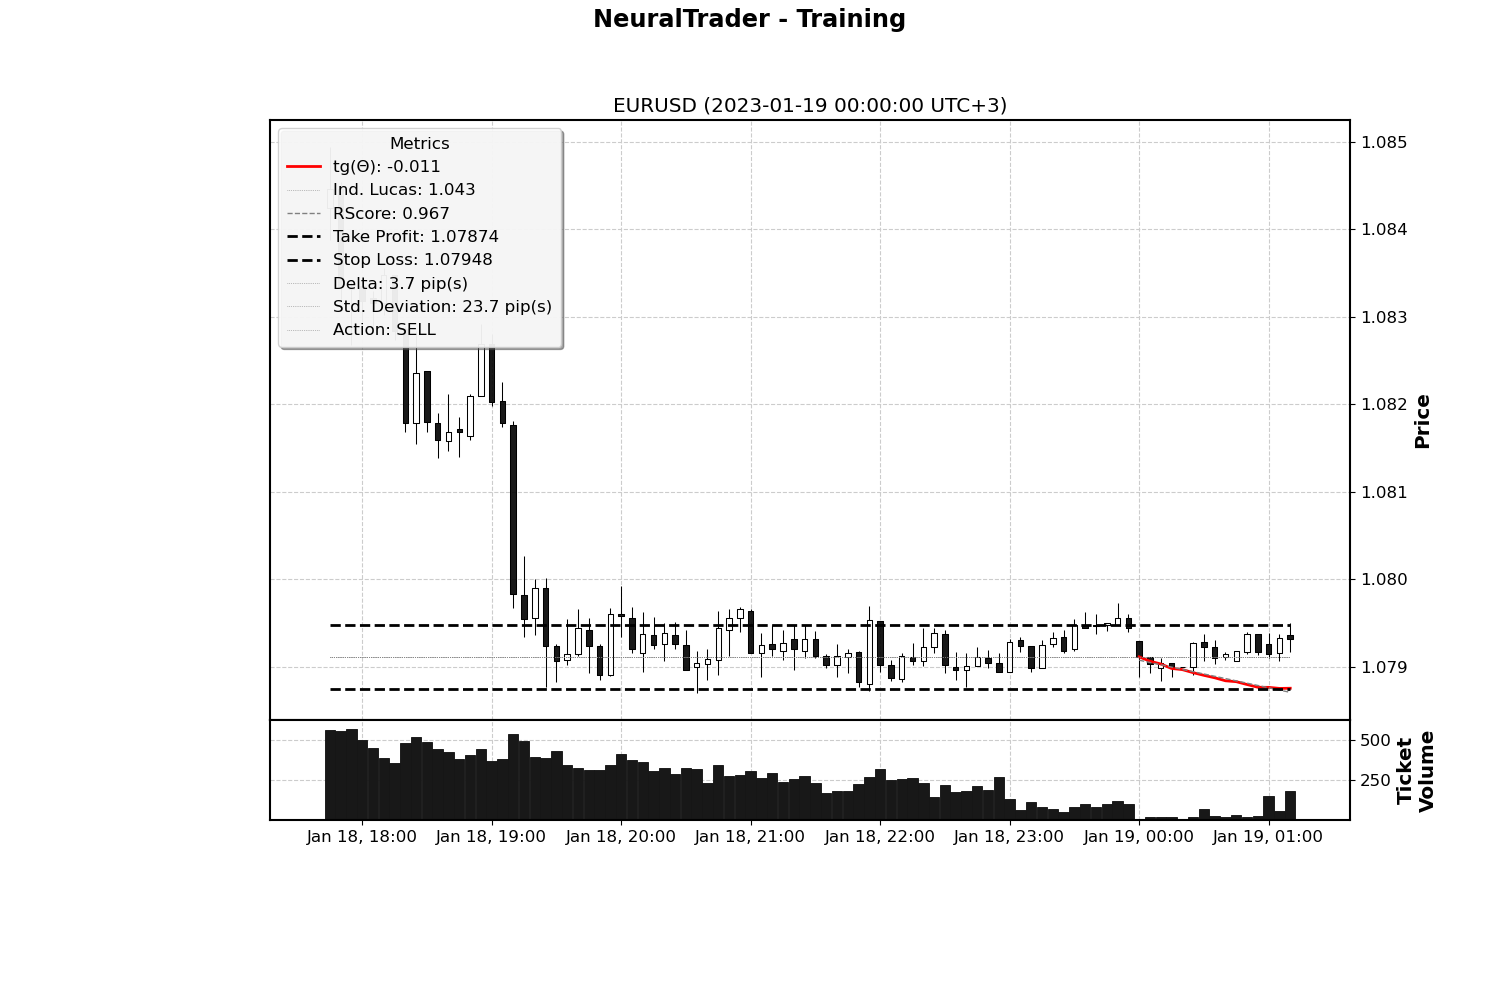 NeuralTrader - Training
EURUSD (2023-01-19 00:00:00 UTC+3)
Metrics
tg(Θ): -0.011
Ind. Lucas: 1.043
RScore: 0.967
Take Profit: 1.07874
Stop Loss: 1.07948
Delta: 3.7 pip(s)
Std. Deviation: 23.7 pip(s)
Action: SELL
1.085
1.084
1.083
1.082
1.081
1.080
1.079
Price
500
250
Ticket
Volume
Jan 18, 18:00
Jan 18, 19:00
Jan 18, 20:00
Jan 18, 21:00
Jan 18, 22:00
Jan 18, 23:00
Jan 19, 00:00
Jan 19, 01:00